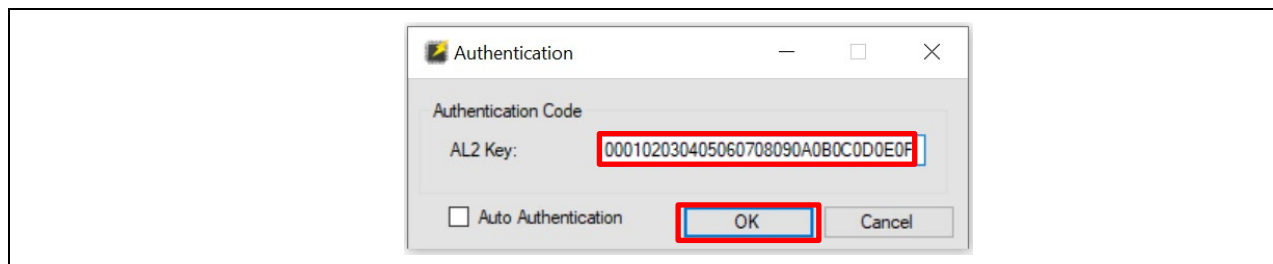 Authentication
Authentication Code
AL2 Key: 000102030405060708090A0B0C0D0E0F
Auto Authentication OK Cancel